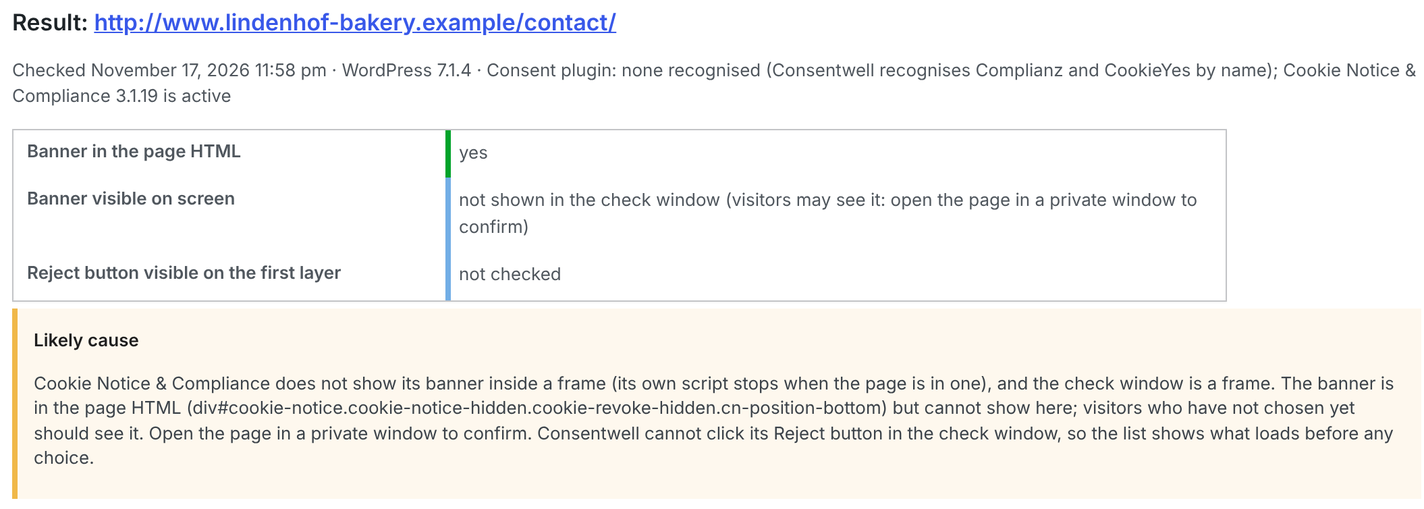 Result: http://www.lindenhof-bakery.example/contact/
Checked November 17, 2026 11:58 pm · WordPress 7.1.4 · Consent plugin: none recognised (Consentwell recognises Complianz and CookieYes by name); Cookie Notice &
Compliance 3.1.19 is active
Banner in the page HTML
yes
Banner visible on screen
not shown in the check window (visitors may see it: open the page in a private window to
confirm)
Reject button visible on the first layer
not checked
Likely cause
Cookie Notice & Compliance does not show its banner inside a frame (its own script stops when the page is in one), and the check window is a frame. The banner is
in the page HTML (div#cookie-notice.cookie-notice-hidden.cookie-revoke-hidden.cn-position-bottom) but cannot show here; visitors who have not chosen yet
should see it. Open the page in a private window to confirm. Consentwell cannot click its Reject button in the check window, so the list shows what loads before any
choice.